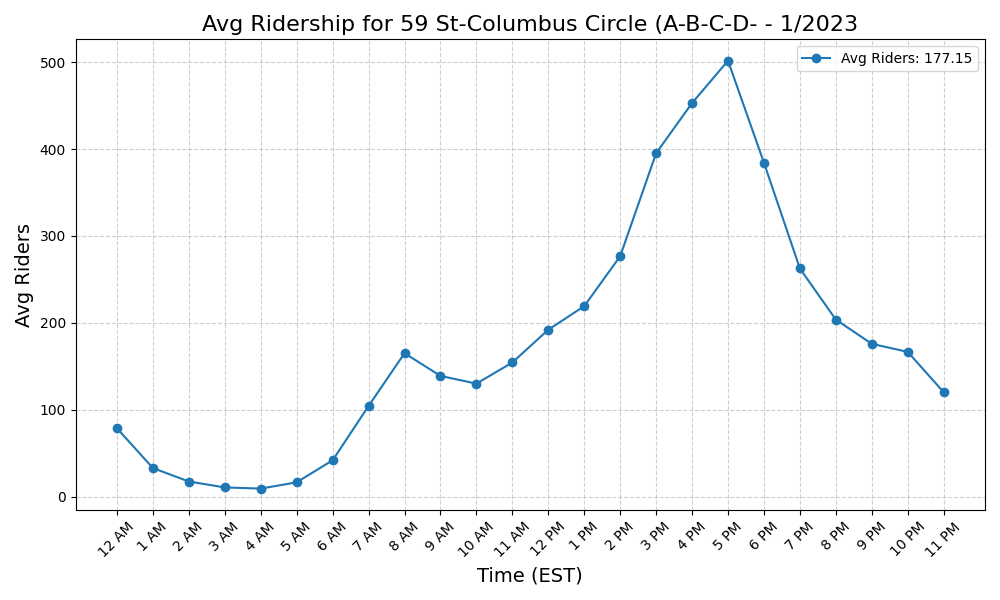 Avg Ridership for 59 St-Columbus Circle (A-B-C-D- - 1/2023
Avg Riders: 177.15
Avg Riders
500
400
300
200
100
0
12 AM
1 AM
2 AM
3 AM
4 AM
5 AM
6 AM
7 AM
8 AM
9 AM
10 AM
11 AM
12 PM
1 PM
2 PM
3 PM
4 PM
5 PM
6 PM
7 PM
8 PM
9 PM
10 PM
11 PM
Time (EST)